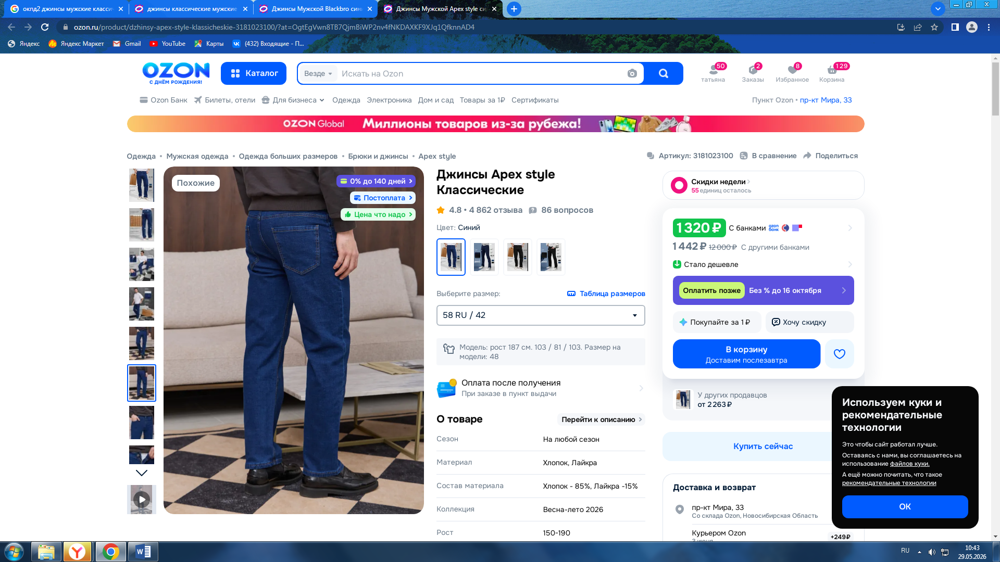 окпд2 джинсы мужские класси
джинсы классические мужские
Джинсы Мужской Blackbro сини
Джинсы Мужской Apex style си
ozon.ru/product/dzhinsy-apex-style-klassicheskie-3181023100/?at=OgtEgVwn8TB7QjmBiWP2nv4fNKDAXKF9XJq1QfknnAD4
Яндекс
Яндекс Маркет
Gmail
YouTube
Карты
(432) Входящие - П...
OZON
С ДНЁМ РОЖДЕНИЯ!
Каталог
Везде
Искать на Ozon
50
татьяна
2
Заказы
8
Избранное
129
Корзина
Ozon Банк
Билеты, отели
Для бизнеса
Одежда
Электроника
Дом и сад
Товары за 1₽
Сертификаты
Пункт Ozon • пр-кт Мира, 33
OZON Global
Миллионы товаров из-за рубежа!
Одежда • Мужская одежда • Одежда больших размеров • Брюки и джинсы • Apex style
Артикул: 3181023100
В сравнение
Поделиться
Похожие
0% до 140 дней
Постоплата
Цена что надо
Джинсы Apex style
Классические
4.8 • 4 862 отзыва
86 вопросов
Цвет: Синий
Выберите размер:
Таблица размеров
58 RU / 42
Модель: рост 187 см. 103 / 81 / 103. Размер на
модели: 48
Оплата после получения
При заказе в пункт выдачи
О товаре
Перейти к описанию
Сезон
На любой сезон
Материал
Хлопок, Лайкра
Состав материала
Хлопок - 85%, Лайкра -15%
Коллекция
Весна-лето 2026
Рост
150-190
Скидки недели
55 единиц осталось
1 320 ₽
С банками
ozon банк
1 442 ₽ 12 000 ₽ С другими банками
Стало дешевле
Оплатить позже
Без % до 16 октября
Покупайте за 1 ₽
Хочу скидку
В корзину
Доставим послезавтра
У других продавцов
от 2 263 ₽
Купить сейчас
Доставка и возврат
пр-кт Мира, 33
Со склада Ozon, Новосибирская Область
Курьером Ozon
3 июня
+249 ₽
Используем куки и
рекомендательные
технологии
Это чтобы сайт работал лучше.
Оставаясь с нами, вы соглашаетесь на
использование файлов куки.
А ещё можно почитать, что такое
рекомендательные технологии
ОК
RU
10:43
29.05.2026